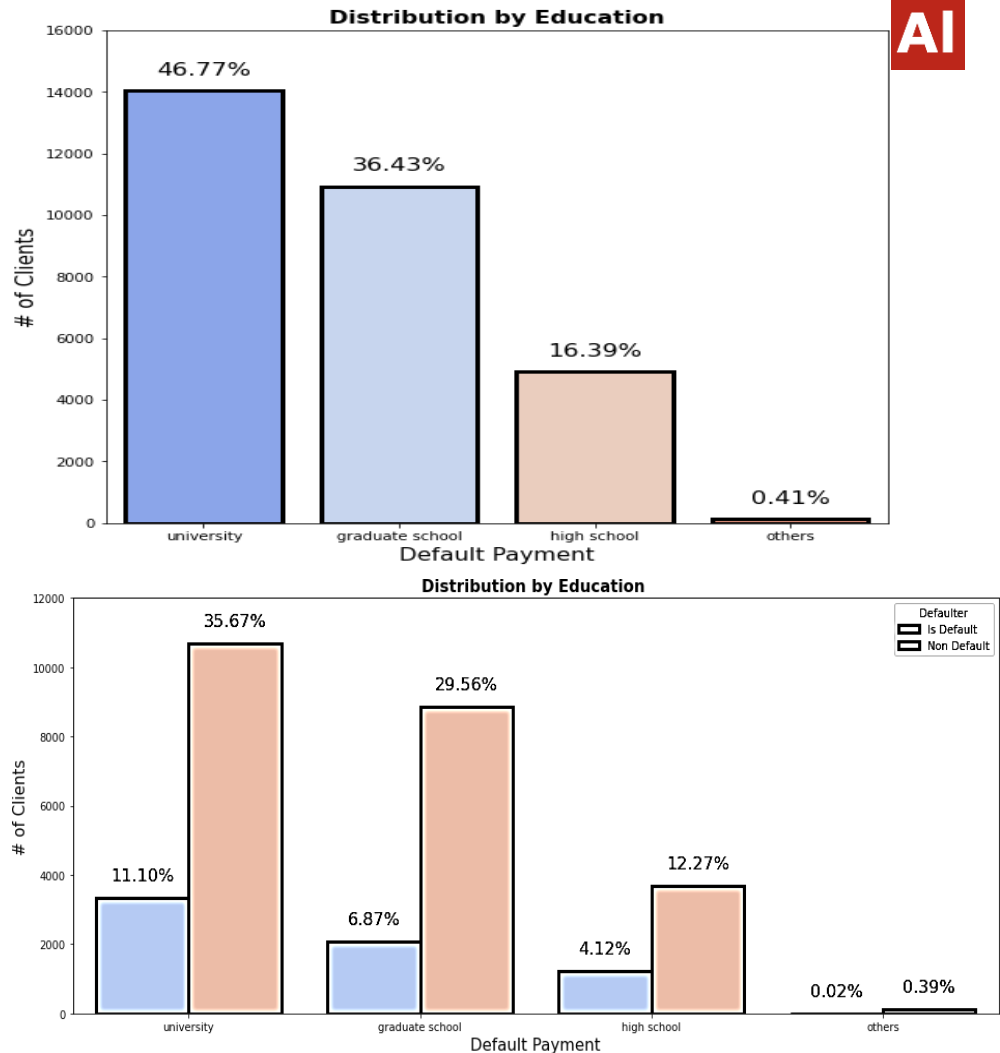 Distribution by Education
AI
16000
46.77%
14000
12000
36.43%
10000
# of Clients
8000
6000
16.39%
4000
2000
0.41%
0
university graduate school high school others
Default Payment
Distribution by Education
12000
35.67%
Defaulter
Is Default
Non Default
10000
29.56%
8000
# of Clients
6000
12.27%
4000
11.10%
6.87%
4.12%
2000
0.02% 0.39%
0
university graduate school high school others
Default Payment